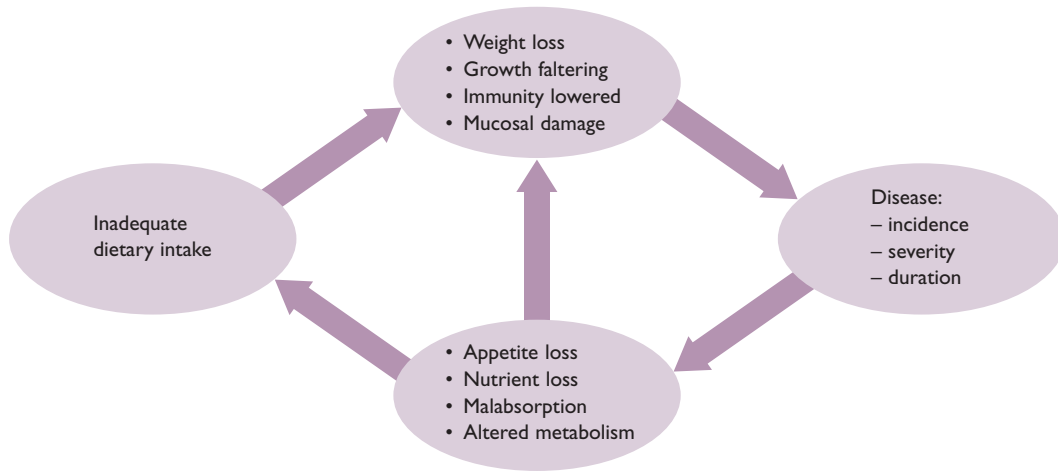 • Weight loss
• Growth faltering
• Immunity lowered
• Mucosal damage
Inadequate
dietary intake
Disease:
– incidence
– severity
– duration
• Appetite loss
• Nutrient loss
• Malabsorption
• Altered metabolism